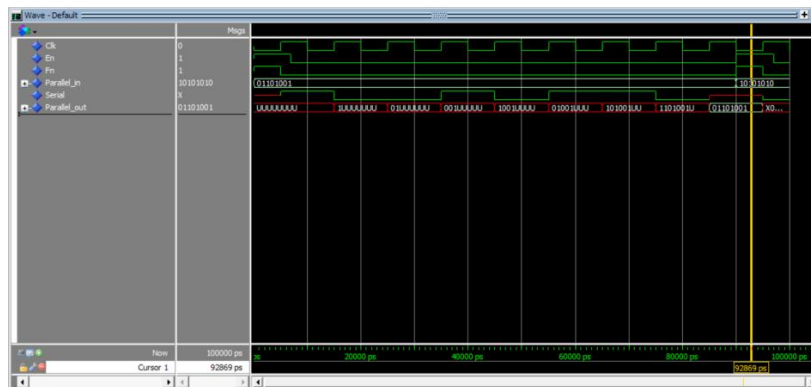 Wave - Default
Msgs
Clk 0
En 1
Fn 1
Parallel_in 10101010 01101001 10101010
Serial X
Parallel_out 01101001 UUUUUUUU 1UUUUUUU 01UUUUUU 001UUUUU 1001UUUU 01001UUU 101001UU 1101001U 01101001 X0...
Now 100000 ps ps 20000 ps 40000 ps 60000 ps 80000 ps 100000 ps
Cursor 1 92869 ps 92869 ps